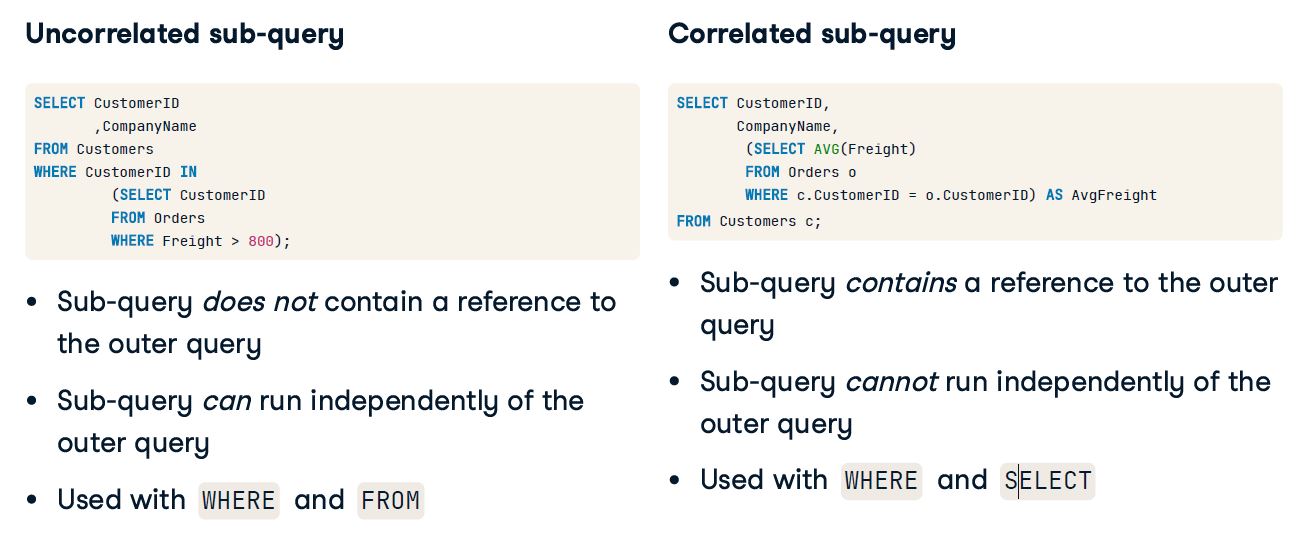 Uncorrelated sub-query
SELECT CustomerID
,CompanyName
FROM Customers
WHERE CustomerID IN
(SELECT CustomerID
FROM Orders
WHERE Freight > 800);
• Sub-query does not contain a reference to
the outer query
• Sub-query can run independently of the
outer query
• Used with WHERE and FROM
Correlated sub-query
SELECT CustomerID,
CompanyName,
(SELECT AVG(Freight)
FROM Orders o
WHERE c.CustomerID = o.CustomerID) AS AvgFreight
FROM Customers c;
• Sub-query contains a reference to the outer
query
• Sub-query cannot run independently of the
outer query
• Used with WHERE and SELECT